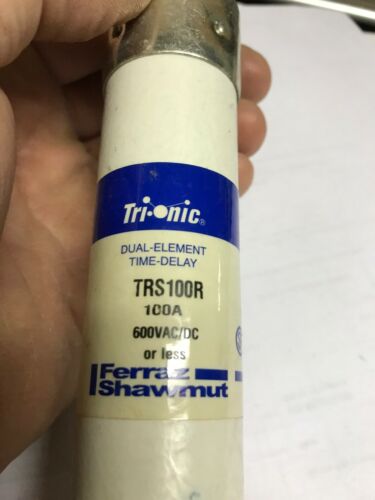 Tri-onic®
DUAL-ELEMENT
TIME-DELAY
TRS100R
100A
600VAC/DC
or less
Ferraz
Shawmut